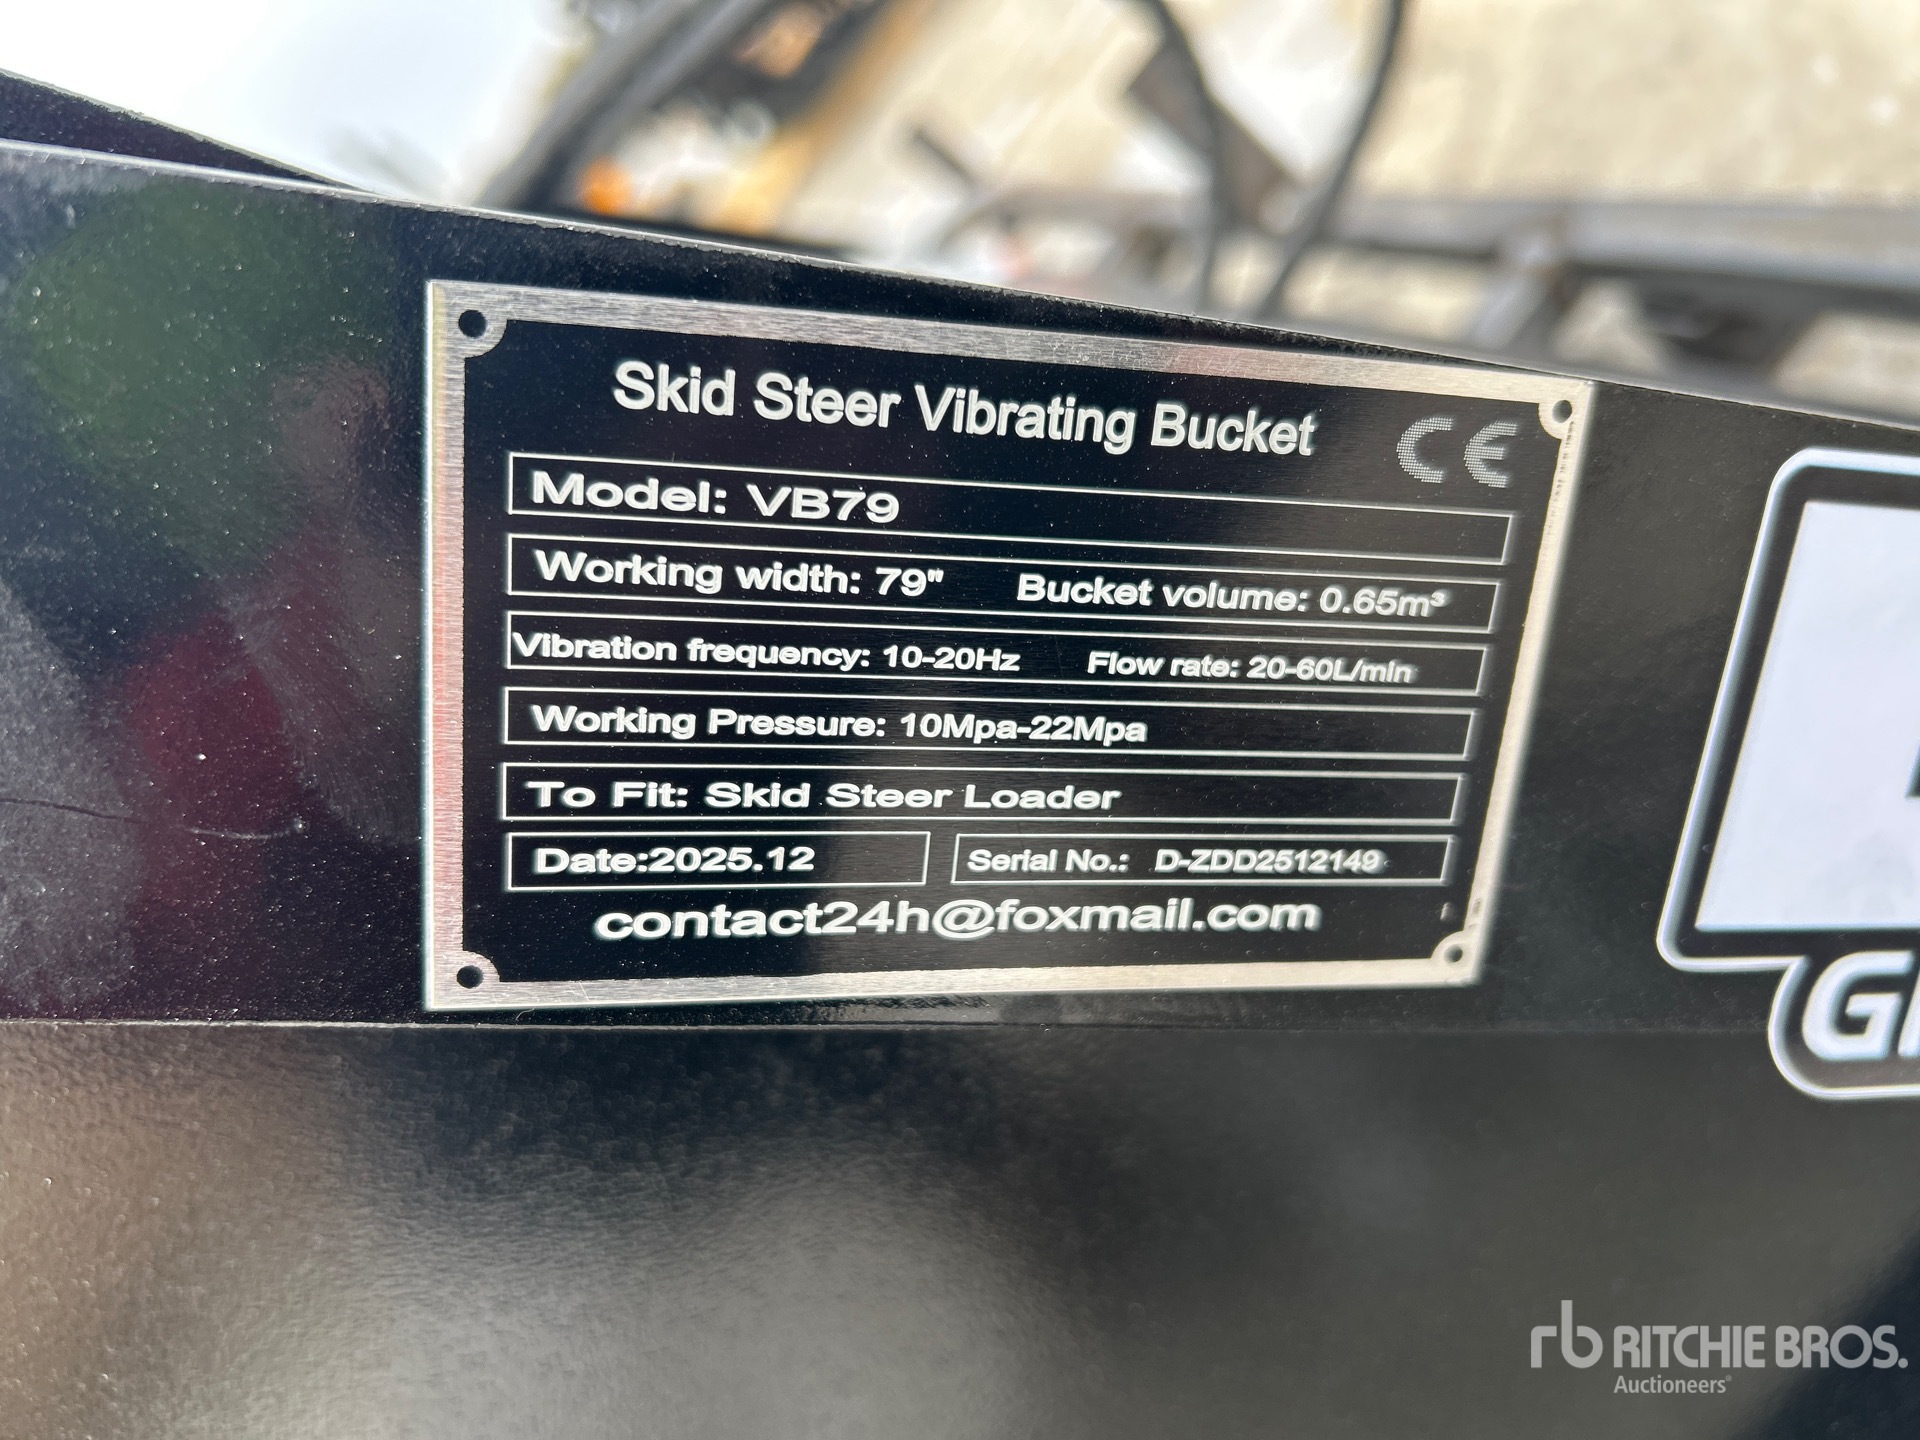 Skid Steer Vibrating Bucket
CE
Model: VB79
Working width: 79" Bucket volume: 0.65m³
Vibration frequency: 10-20Hz Flow rate: 20-60L/min
Working Pressure: 10Mpa-22Mpa
To Fit: Skid Steer Loader
Date:2025.12 Serial No.: D-ZDD2512149
contact24h@foxmail.com
rb RITCHIE BROS.
Auctioneers®